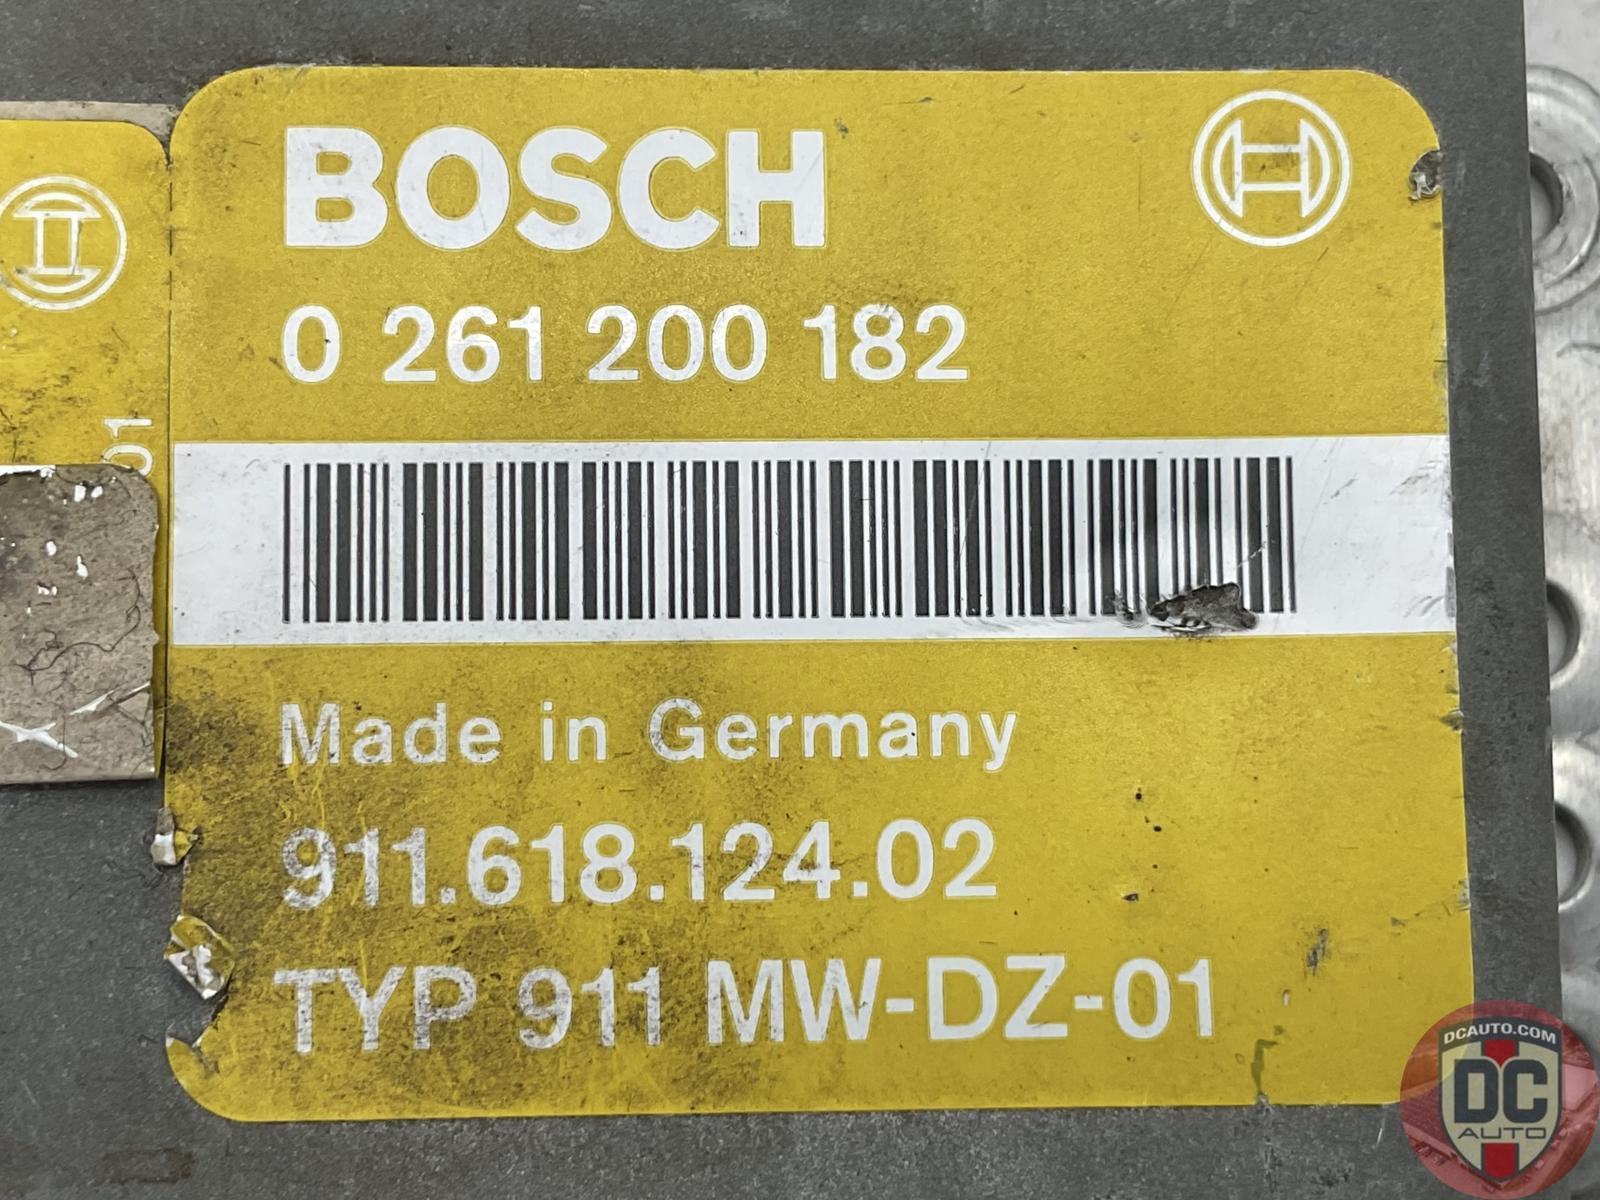 BOSCH
0 261 200 182
01
Made in Germany
911.618.124.02
TYP 911 MW-DZ-01
DCAUTO.COM
DC
AUTO